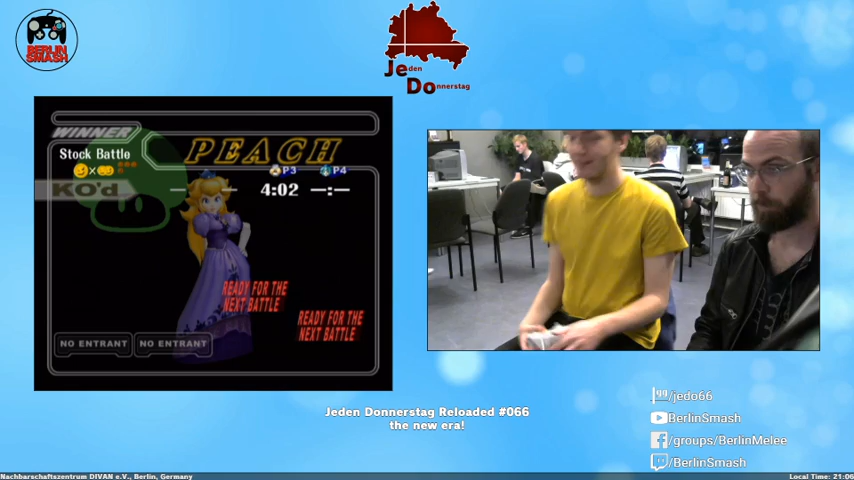 BERLIN
SMASH
Jeden
Donnerstag
WINNER
PEACH
Stock Battle
P3
P4
KO'd
4:02
—:—
READY FOR THE
NEXT BATTLE
READY FOR THE
NEXT BATTLE
NO ENTRANT
NO ENTRANT
Jeden Donnerstag Reloaded #066
the new era!
/jedo66
BerlinSmash
/groups/BerlinMelee
/BerlinSmash
Nachbarschaftszentrum DIVAN e.V., Berlin, Germany
Local Time: 21:06